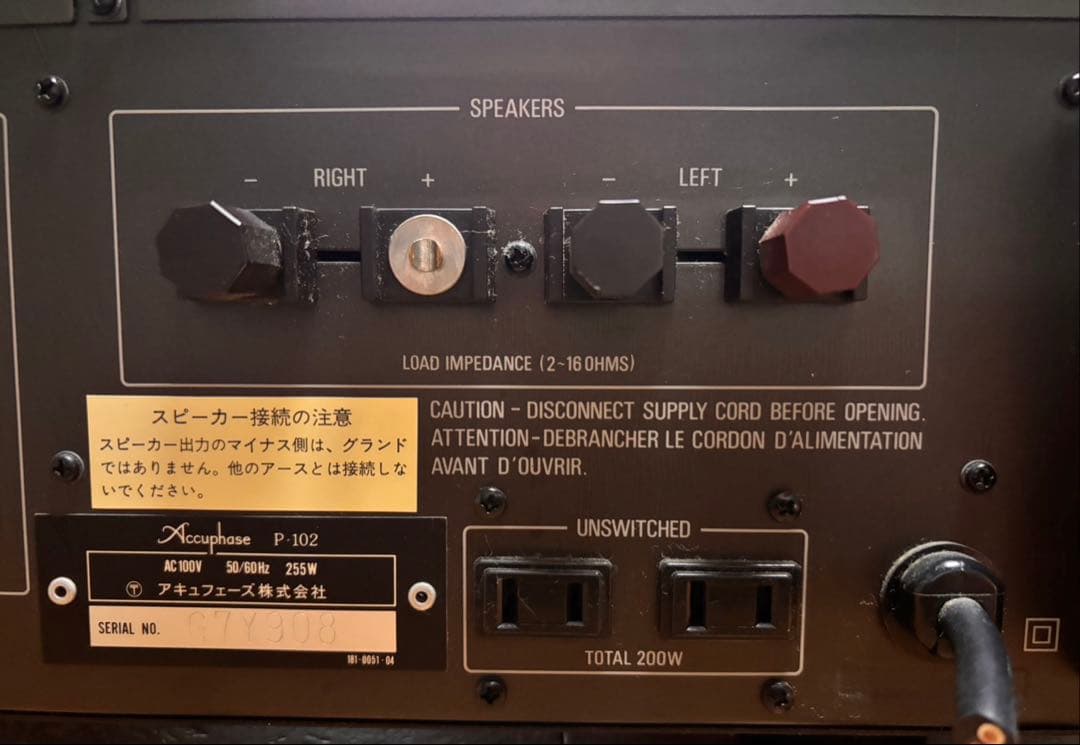 SPEAKERS
− RIGHT + − LEFT +
LOAD IMPEDANCE (2~16OHMS)
スピーカー接続の注意
スピーカー出力のマイナス側は、グランド
ではありません。他のアースとは接続しな
いでください。
CAUTION - DISCONNECT SUPPLY CORD BEFORE OPENING.
ATTENTION-DEBRANCHER LE CORDON D'ALIMENTATION
AVANT D'OUVRIR.
Accuphase P-102
AC100V 50/60Hz 255W
〒 アキュフェーズ株式会社
SERIAL NO. G7Y908
181-0051-04
UNSWITCHED
TOTAL 200W